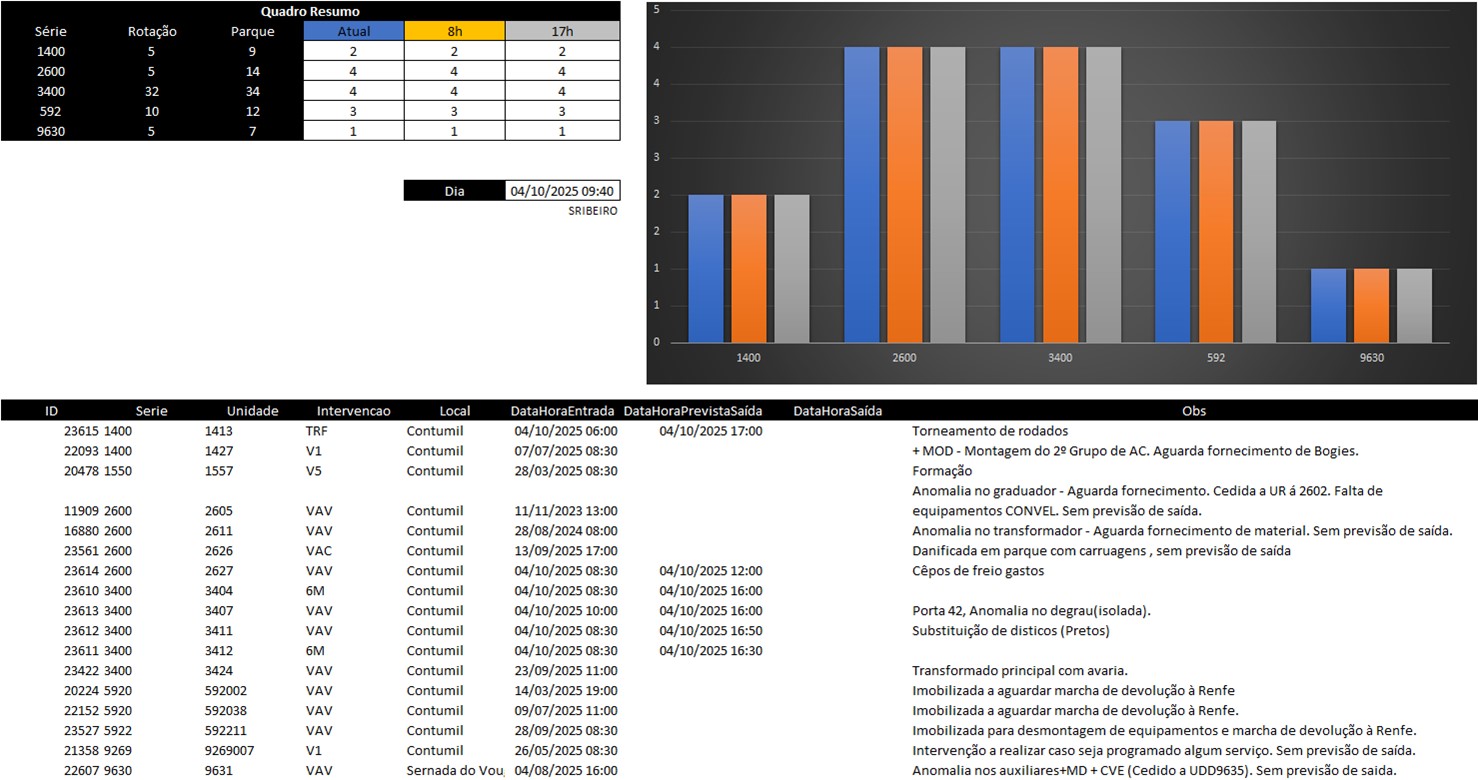 Quadro Resumo
Série Rotação Parque Atual 8h 17h
1400 5 9 2 2 2
2600 5 14 4 4 4
3400 32 34 4 4 4
592 10 12 3 3 3
9630 5 7 1 1 1
Dia 04/10/2025 09:40
SRIBEIRO
5
4
4
3
3
2
2
1
1
0
1400 2600 3400 592 9630
ID Serie Unidade Intervencao Local DataHoraEntrada DataHoraPrevistaSaída DataHoraSaída Obs
23615 1400 1413 TRF Contumil 04/10/2025 06:00 04/10/2025 17:00 Torneamento de rodados
22093 1400 1427 V1 Contumil 07/07/2025 08:30 + MOD - Montagem do 2º Grupo de AC. Aguarda fornecimento de Bogies.
20478 1550 1557 V5 Contumil 28/03/2025 08:30 Formação
Anomalia no graduador - Aguarda fornecimento. Cedida a UR á 2602. Falta de
11909 2600 2605 VAV Contumil 11/11/2023 13:00 equipamentos CONVEL. Sem previsão de saída.
16880 2600 2611 VAV Contumil 28/08/2024 08:00 Anomalia no transformador - Aguarda fornecimento de material. Sem previsão de saída.
23561 2600 2626 VAC Contumil 13/09/2025 17:00 Danificada em parque com carruagens , sem previsão de saída
23614 2600 2627 VAV Contumil 04/10/2025 08:30 04/10/2025 12:00 Cêpos de freio gastos
23610 3400 3404 6M Contumil 04/10/2025 08:30 04/10/2025 16:00
23613 3400 3407 VAV Contumil 04/10/2025 10:00 04/10/2025 16:00 Porta 42, Anomalia no degrau(isolada).
23612 3400 3411 VAV Contumil 04/10/2025 08:30 04/10/2025 16:50 Substituição de disticos (Pretos)
23611 3400 3412 6M Contumil 04/10/2025 08:30 04/10/2025 16:30
23422 3400 3424 VAV Contumil 23/09/2025 11:00 Transformado principal com avaria.
20224 5920 592002 VAV Contumil 14/03/2025 19:00 Imobilizada a aguardar marcha de devolução à Renfe
22152 5920 592038 VAV Contumil 09/07/2025 11:00 Imobilizada a aguardar marcha de devolução à Renfe.
23527 5922 592211 VAV Contumil 28/09/2025 08:30 Imobilizada para desmontagem de equipamentos e marcha de devolução à Renfe.
21358 9269 9269007 V1 Contumil 26/05/2025 08:30 Intervenção a realizar caso seja programado algum serviço. Sem previsão de saída.
22607 9630 9631 VAV Sernada do Vou 04/08/2025 16:00 Anomalia nos auxiliares+MD + CVE (Cedido a UDD9635). Sem previsão de saida.